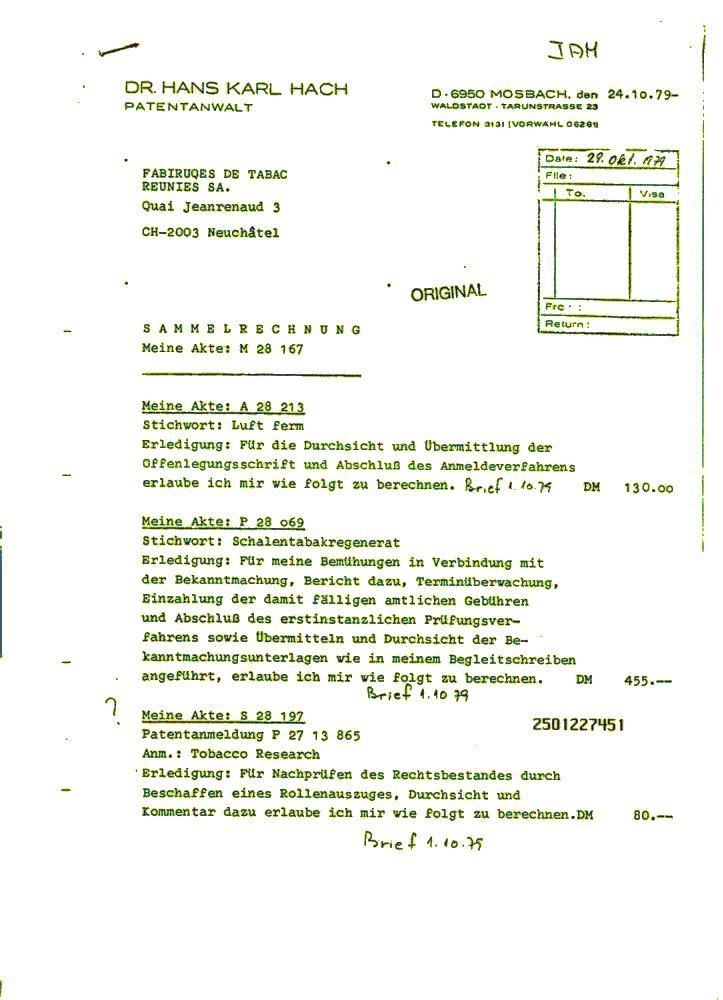 JAM
DR. HANS KARL HACH
PATENTANWALT
D-6950 MOSBACH, den 24.10.79-
WALDSTADT · TARUNSTRASSE 23
TELEFON 3131 (VORWAHL 06261)
FABIRUQES DE TABAC
REUNIES SA.
Quai Jeanrenaud 3
CH-2003 Neuchâtel
Date: 29. Okt. 1979
File:
To. Visa
Return:
ORIGINAL
S A M M E L R E C H N U N G
Meine Akte: M 28 167
Meine Akte: A 28 213
Stichwort: Luft ferm
Erledigung: Für die Durchsicht und Übermittlung der
Offenlegungsschrift und Abschluß des Anmeldeverfahrens
erlaube ich mir wie folgt zu berechnen. Brief 1.10.79 DM 130.oo
Meine Akte: P 28 o69
Stichwort: Schalentabakregenerat
Erledigung: Für meine Bemühungen in Verbindung mit
der Bekanntmachung, Bericht dazu, Terminüberwachung,
Einzahlung der damit fälligen amtlichen Gebühren
und Abschluß des erstinstanzlichen Prüfungsver-
fahrens sowie Übermitteln und Durchsicht der Be-
kanntmachungsunterlagen wie in meinem Begleitschreiben
angeführt, erlaube ich mir wie folgt zu berechnen. DM 455.--
Brief 1.10 79
?
Meine Akte: S 28 197
2501227451
Patentanmeldung P 27 13 865
Anm.: Tobacco Research
Erledigung: Für Nachprüfen des Rechtsbestandes durch
Beschaffen eines Rollenauszuges, Durchsicht und
Kommentar dazu erlaube ich mir wie folgt zu berechnen.DM 80.--
Brief 1.10.79